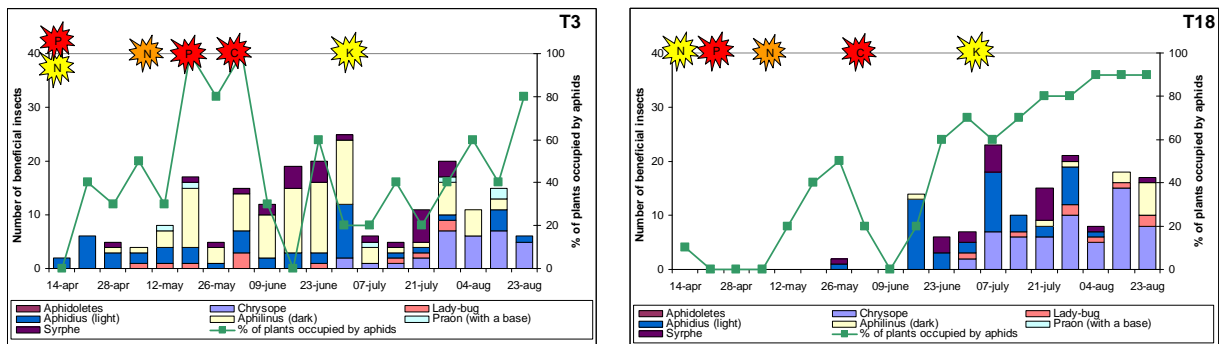 T3
P
N
N
P
C
K
Number of beneficial insects
40
30
20
10
0
100
80
60
40
20
0
% of plants occupied by aphids
14-apr 28-apr 12-may 26-may 09-june 23-june 07-july 21-july 04-aug 23-aug
Aphidoletes Chrysope Lady-bug
Aphidius (light) Aphilinus (dark) Praon (with a base)
Syrphe % of plants occupied by aphids
T18
N
P
N
C
K
Number of beneficial insects
40
30
20
10
0
100
80
60
40
20
0
% of plants occupied by aphids
14-apr 28-apr 12-may 26-may 09-june 23-june 07-july 21-july 04-aug 23-aug
Aphidoletes Chrysope Lady-bug
Aphidius (light) Aphilinus (dark) Praon (with a base)
Syrphe % of plants occupied by aphids